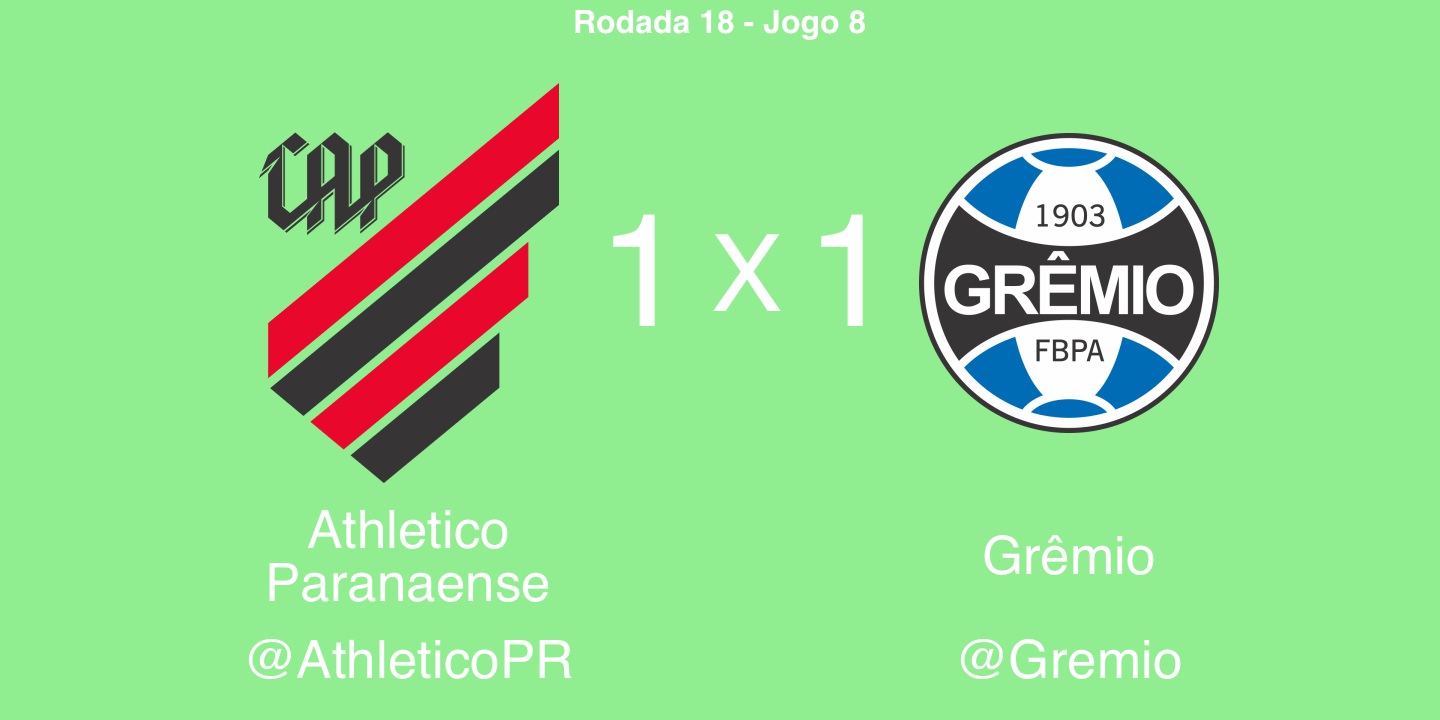 Rodada 18 - Jogo 8
CAP
1 x 1
1903
GRÊMIO
FBPA
Athletico
Paranaense
Grêmio
@AthleticoPR
@Gremio